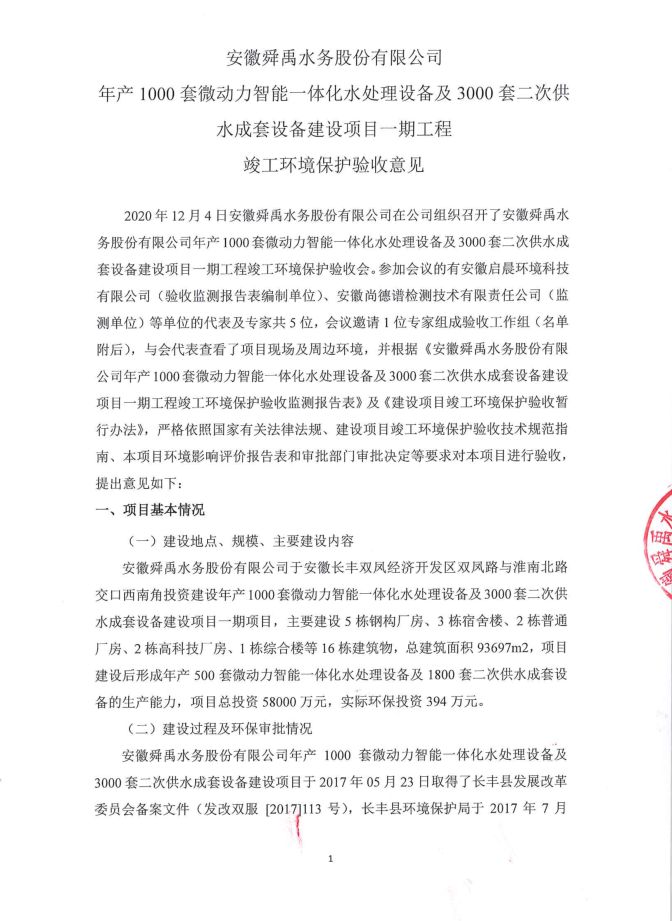 安徽舜禹水务股份有限公司
年产 1000 套微动力智能一体化水处理设备及 3000 套二次供
水成套设备建设项目一期工程
竣工环境保护验收意见
2020 年 12 月 4 日安徽舜禹水务股份有限公司在公司组织召开了安徽舜禹水
务股份有限公司年产 1000 套微动力智能一体化水处理设备及 3000 套二次供水成
套设备建设项目一期工程竣工环境保护验收会。参加会议的有安徽启晨环境科技
有限公司（验收监测报告表编制单位）、安徽尚德谱检测技术有限责任公司（监
测单位）等单位的代表及专家共 5 位，会议邀请 1 位专家组成验收工作组（名单
附后），与会代表查看了项目现场及周边环境，并根据《安徽舜禹水务股份有限
公司年产 1000 套微动力智能一体化水处理设备及 3000 套二次供水成套设备建设
项目一期工程竣工环境保护验收监测报告表》及《建设项目竣工环境保护验收暂
行办法》，严格依照国家有关法律法规、建设项目竣工环境保护验收技术规范指
南、本项目环境影响评价报告表和审批部门审批决定等要求对本项目进行验收，
提出意见如下：
一、项目基本情况
（一）建设地点、规模、主要建设内容
安徽舜禹水务股份有限公司于安徽长丰双凤经济开发区双凤路与淮南北路
交口西南角投资建设年产 1000 套微动力智能一体化水处理设备及 3000 套二次供
水成套设备建设项目一期项目，主要建设 5 栋钢构厂房、3 栋宿舍楼、2 栋普通
厂房、2 栋高科技厂房、1 栋综合楼等 16 栋建筑物，总建筑面积 93697m2，项目
建设后形成年产 500 套微动力智能一体化水处理设备及 1800 套二次供水成套设
备的生产能力，项目总投资 58000 万元，实际环保投资 394 万元。
（二）建设过程及环保审批情况
安徽舜禹水务股份有限公司年产 1000 套微动力智能一体化水处理设备及
3000 套二次供水成套设备建设项目于 2017 年 05 月 23 日取得了长丰县发展改革
委员会备案文件（发改双服 [2017]113 号），长丰县环境保护局于 2017 年 7 月
1